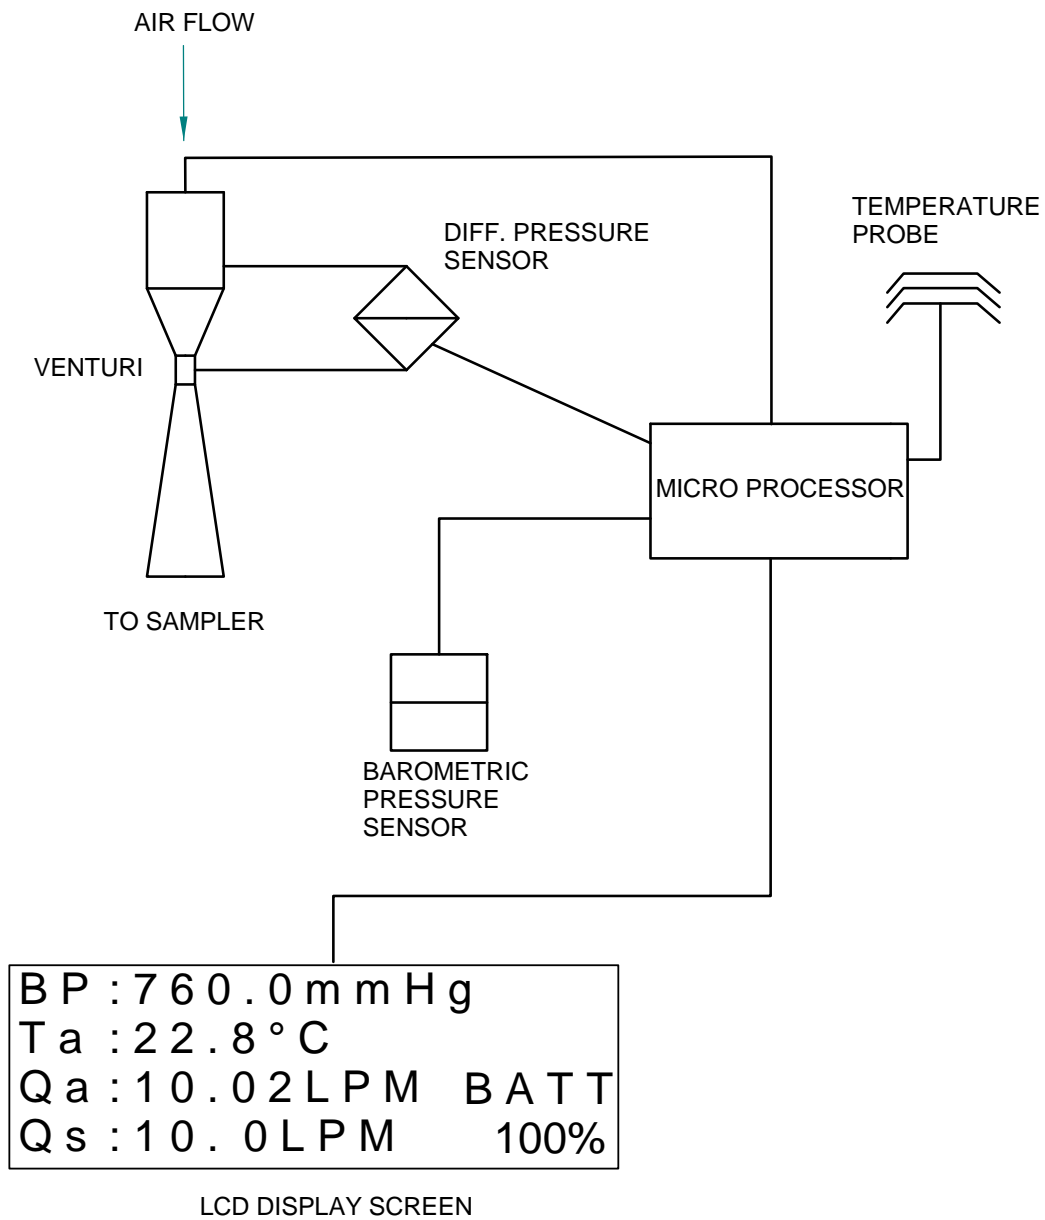 AIR FLOW
TEMPERATURE
PROBE
DIFF. PRESSURE
SENSOR
VENTURI
MICRO PROCESSOR
TO SAMPLER
BAROMETRIC
PRESSURE
SENSOR
BP:760.0mmHg
Ta:22.8°C
Qa:10.02LPM BATT
Qs:10.0LPM 100%
LCD DISPLAY SCREEN